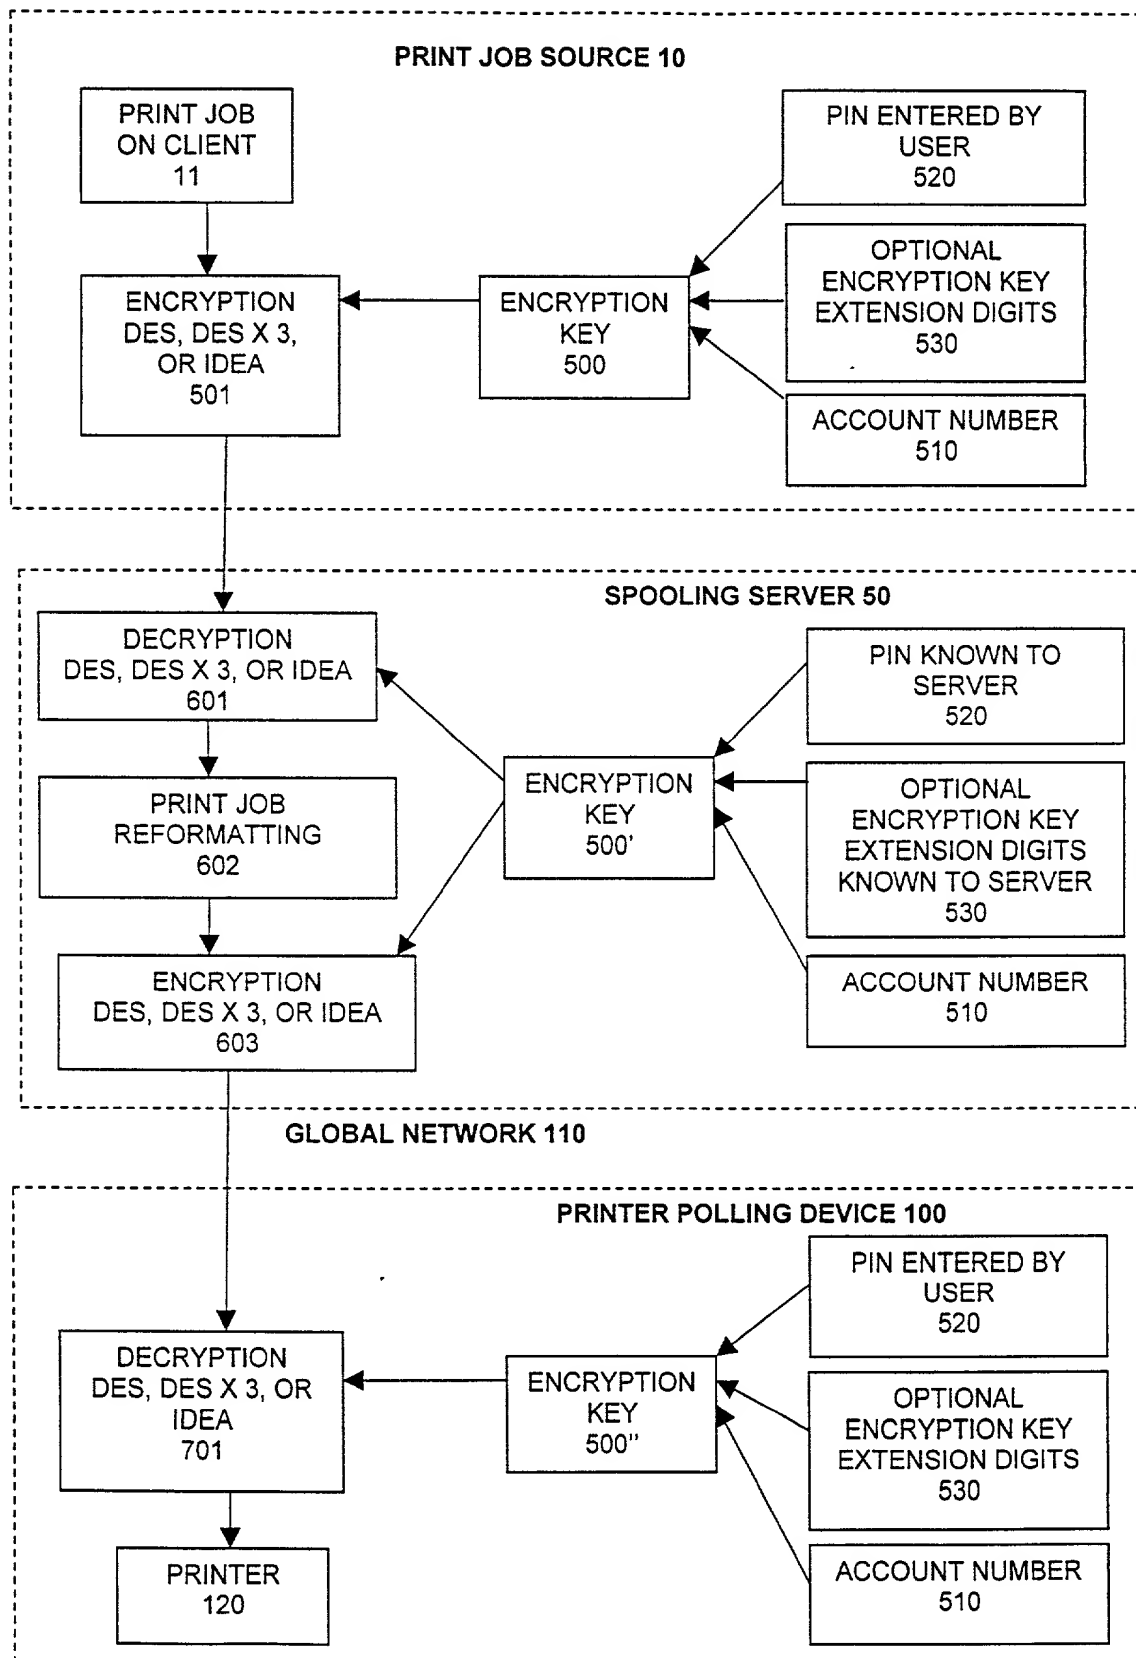 PRINT JOB SOURCE 10
PRINT JOB
ON CLIENT
11
PIN ENTERED BY
USER
520
ENCRYPTION
DES, DES X 3,
OR IDEA
501
ENCRYPTION
KEY
500
OPTIONAL
ENCRYPTION KEY
EXTENSION DIGITS
530
ACCOUNT NUMBER
510
SPOOLING SERVER 50
DECRYPTION
DES, DES X 3, OR IDEA
601
PIN KNOWN TO
SERVER
520
PRINT JOB
REFORMATTING
602
ENCRYPTION
KEY
500'
OPTIONAL
ENCRYPTION KEY
EXTENSION DIGITS
KNOWN TO SERVER
530
ENCRYPTION
DES, DES X 3, OR IDEA
603
ACCOUNT NUMBER
510
GLOBAL NETWORK 110
PRINTER POLLING DEVICE 100
PIN ENTERED BY
USER
520
DECRYPTION
DES, DES X 3, OR
IDEA
701
ENCRYPTION
KEY
500"
OPTIONAL
ENCRYPTION KEY
EXTENSION DIGITS
530
PRINTER
120
ACCOUNT NUMBER
510